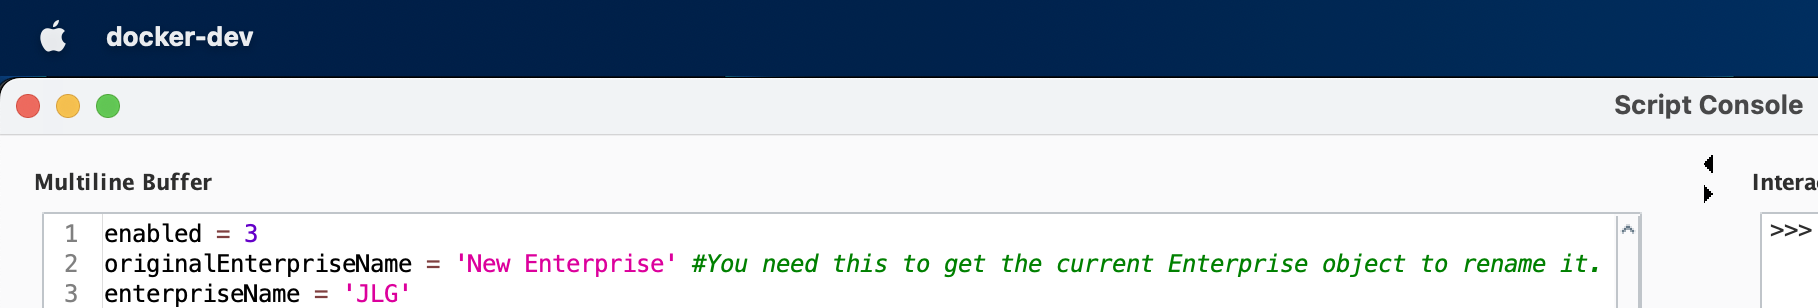 docker-dev
Script Console
Multiline Buffer
1 enabled = 3
2 originalEnterpriseName = 'New Enterprise' #You need this to get the current Enterprise object to rename it.
3 enterpriseName = 'JLG'
Intera
>>>